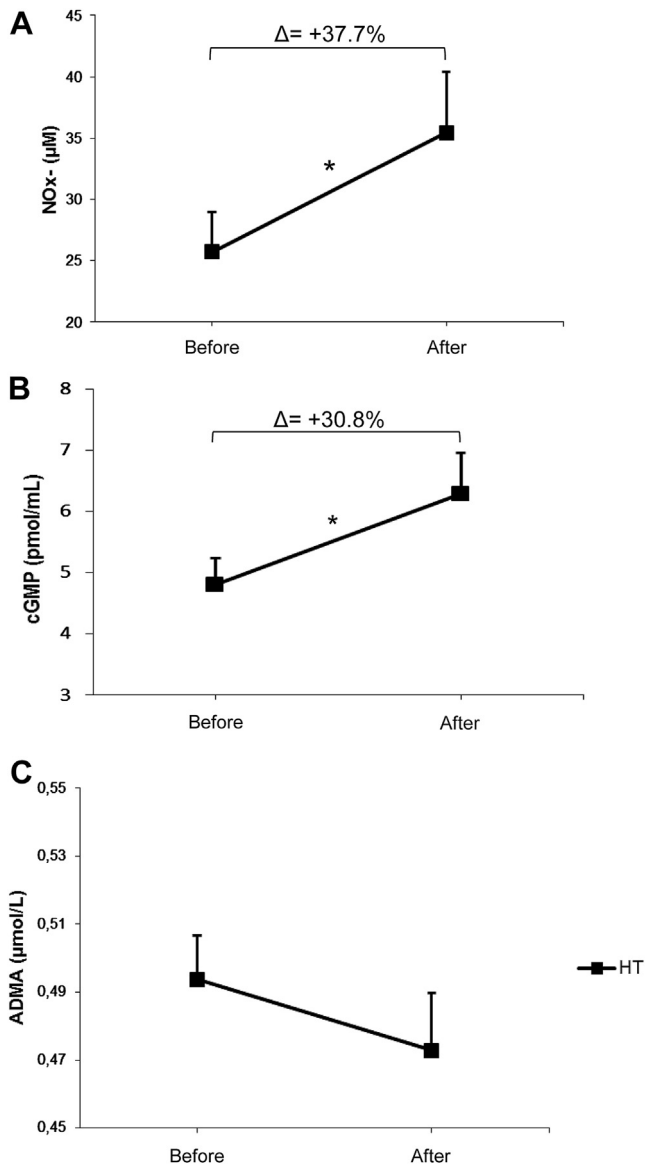 A
Δ= +37.7%
45
40
35
30
25
20
NOx- (µM)
*
Before After
B
Δ= +30.8%
8
7
6
5
4
3
cGMP (pmol/mL)
*
Before After
C
0,55
0,53
0,51
0,49
0,47
0,45
ADMA (µmol/L)
HT
Before After